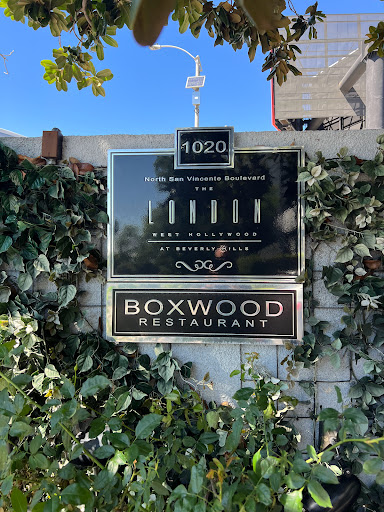 1020
North San Vincente Boulevard
THE
LONDON
WEST HOLLYWOOD
AT BEVERLY HILLS
BOXWOOD
RESTAURANT